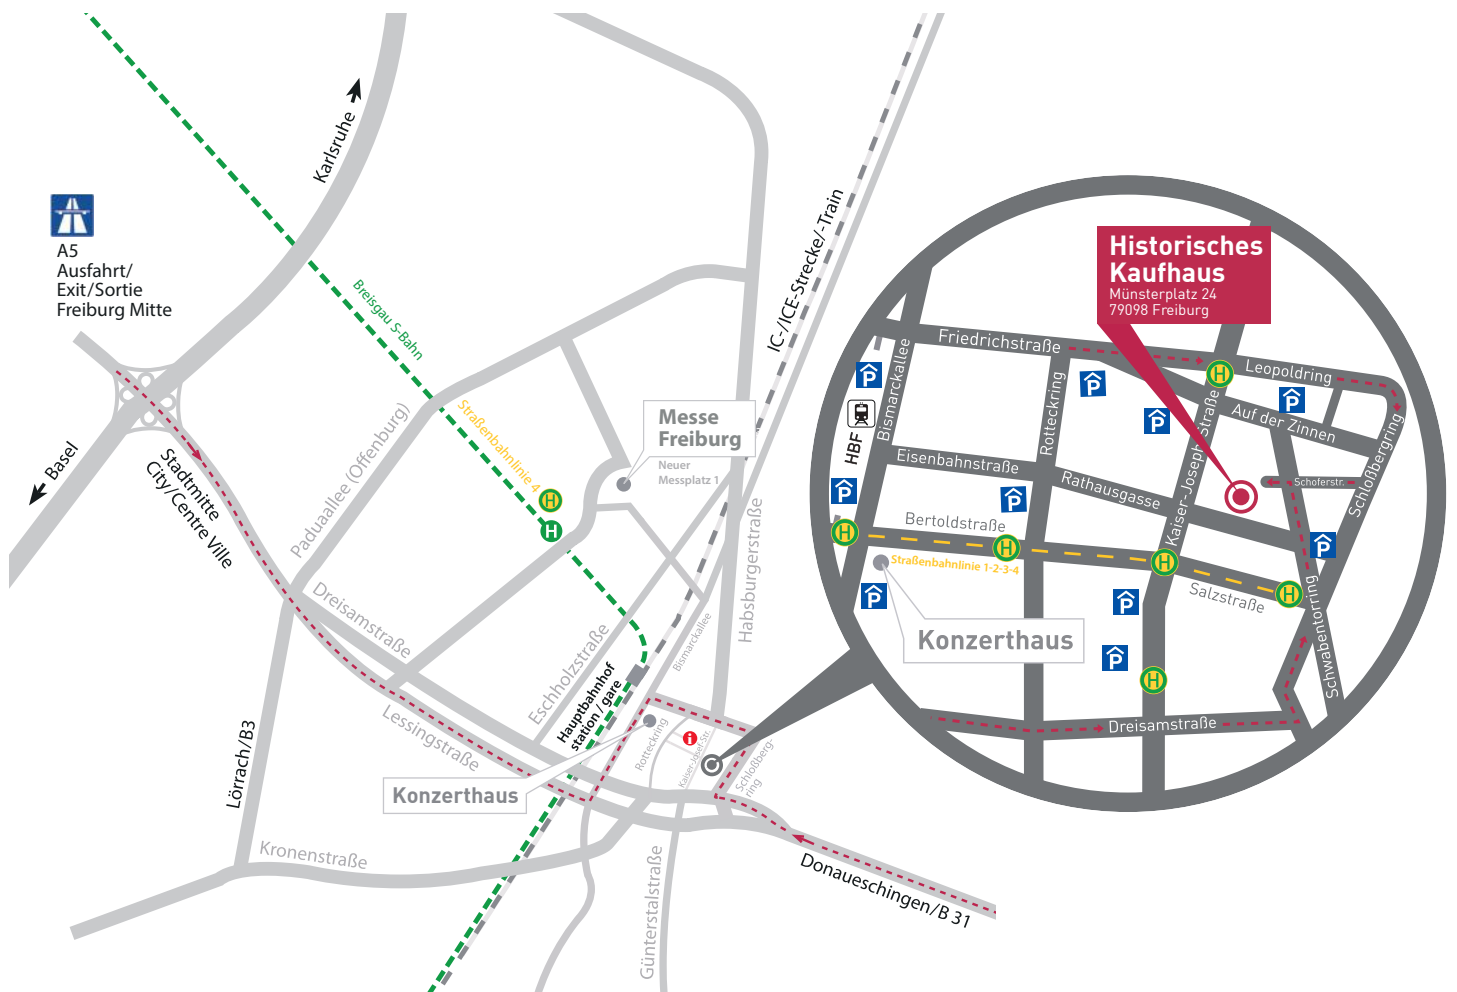 Karlsruhe
A5
Ausfahrt/
Exit/Sortie
Freiburg Mitte
Basel
Stadtmitte
City/Centre Ville
Breisgau S-Bahn
Straßenbahnlinie 4
H
H
Paduaallee (Offenburg)
Messe
Freiburg
Neuer
Messplatz 1
IC-/ICE-Strecke/-Train
Habsburgerstraße
Dreisamstraße
Lessingstraße
Eschholzstraße
Bismarckallee
Hauptbahnhof
station / gare
Rotteckring
i
Kaiser-Josef-Str.
Schloßberg-
ring
Konzerthaus
Lörrach/B3
Kronenstraße
Günterstalstraße
Donaueschingen/B 31
Historisches
Kaufhaus
Münsterplatz 24
79098 Freiburg
Friedrichstraße
Leopoldring
Bismarckallee
HBF
Rotteckring
Kaiser-Joseph-Straße
Auf der Zinnen
Schloßbergring
Eisenbahnstraße
Rathausgasse
Schoferstr.
Bertoldstraße
Straßenbahnlinie 1-2-3-4
Salzstraße
Konzerthaus
Schwabentorring
Dreisamstraße
H
H
H
H
H
H
P
P
P
P
P
P
P
P
P
P